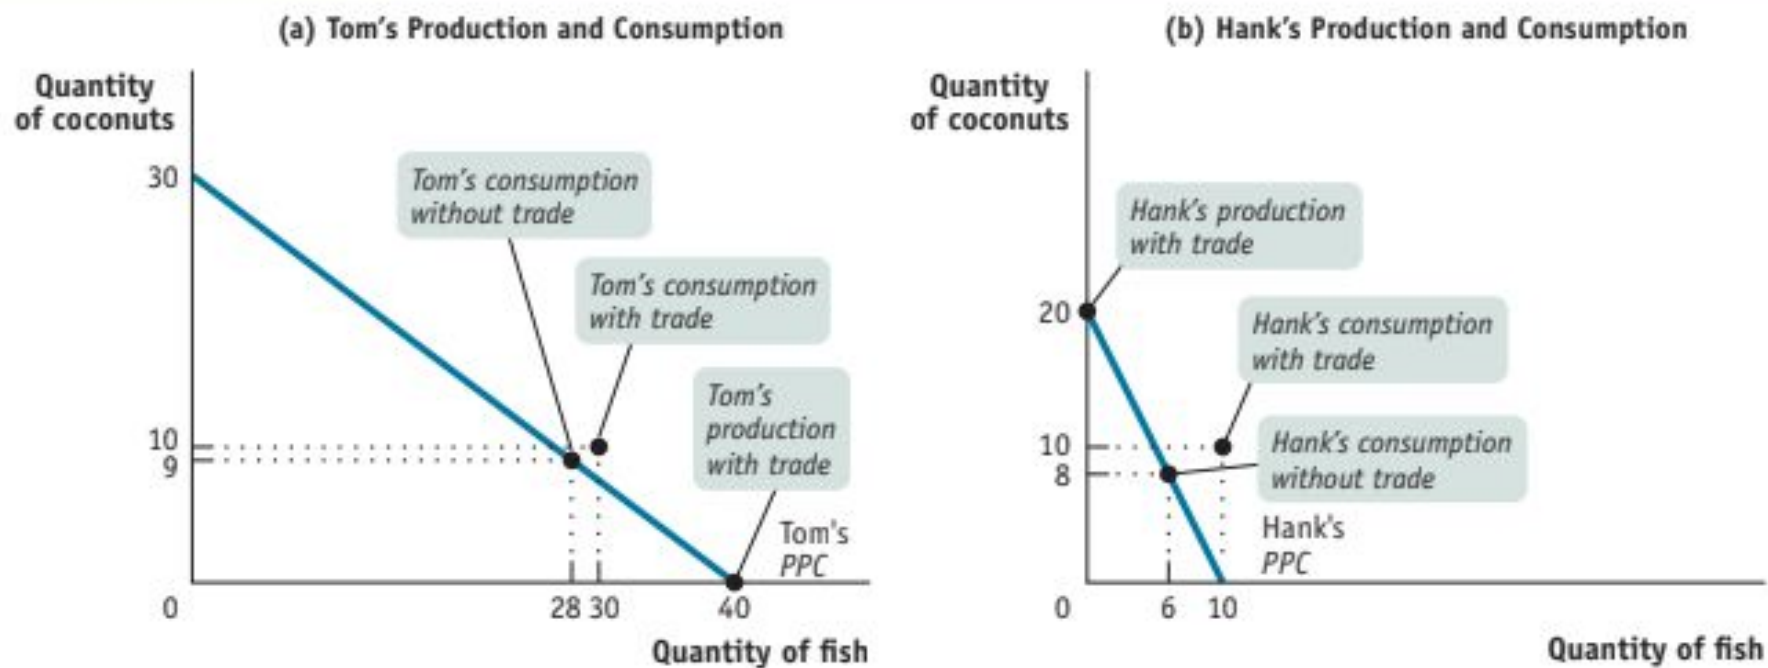 (a) Tom's Production and Consumption
Quantity
of coconuts
30
10
9
0
28 30
40
Quantity of fish
Tom's consumption
without trade
Tom's consumption
with trade
Tom's
production
with trade
Tom's
PPC
(b) Hank's Production and Consumption
Quantity
of coconuts
20
10
8
0
6
10
Quantity of fish
Hank's production
with trade
Hank's consumption
with trade
Hank's consumption
without trade
Hank's
PPC